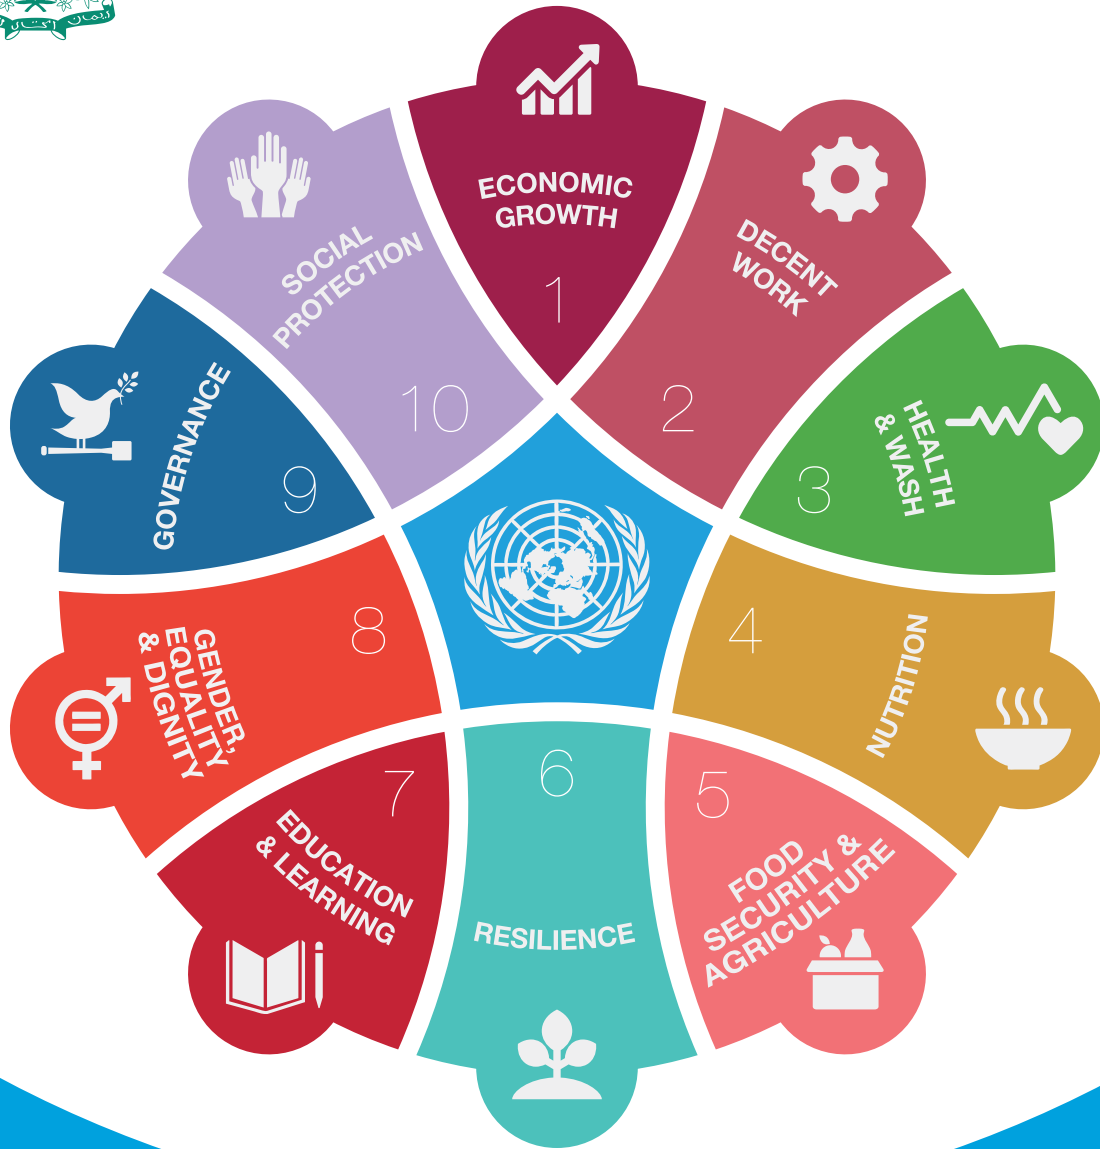 ایمان
ECONOMIC
GROWTH
1
DECENT
WORK
2
HEALTH
& WASH
3
NUTRITION
4
FOOD
SECURITY &
AGRICULTURE
5
RESILIENCE
6
EDUCATION
& LEARNING
7
GENDER,
EQUALITY
& DIGNITY
8
GOVERNANCE
9
SOCIAL
PROTECTION
10